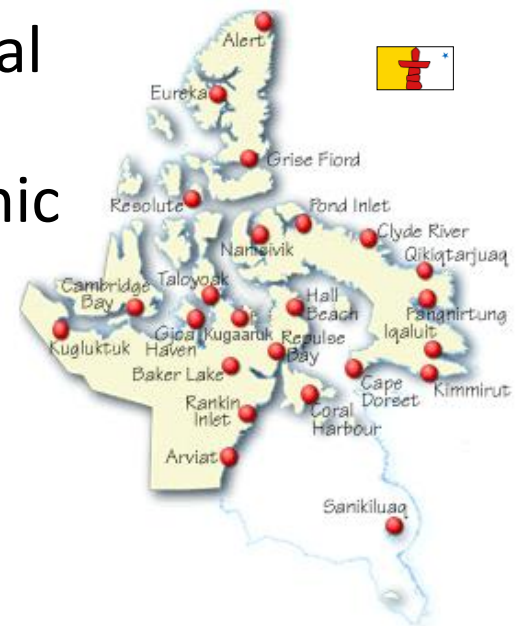 al
nic
Alert
Eureka
Grise Fiord
Resolute
Pond Inlet
Nanisivik
Clyde River
Qikiqtarjuaq
Cambridge
Bay
Taloyoak
Hall
Beach
Pangnirtung
Iqaluit
Kugluktuk
Gjoa
Haven
Kugaaruk
Repulse
Bay
Baker Lake
Cape
Dorset
Kimmirut
Rankin
Inlet
Coral
Harbour
Arviat
Sanikiluaq